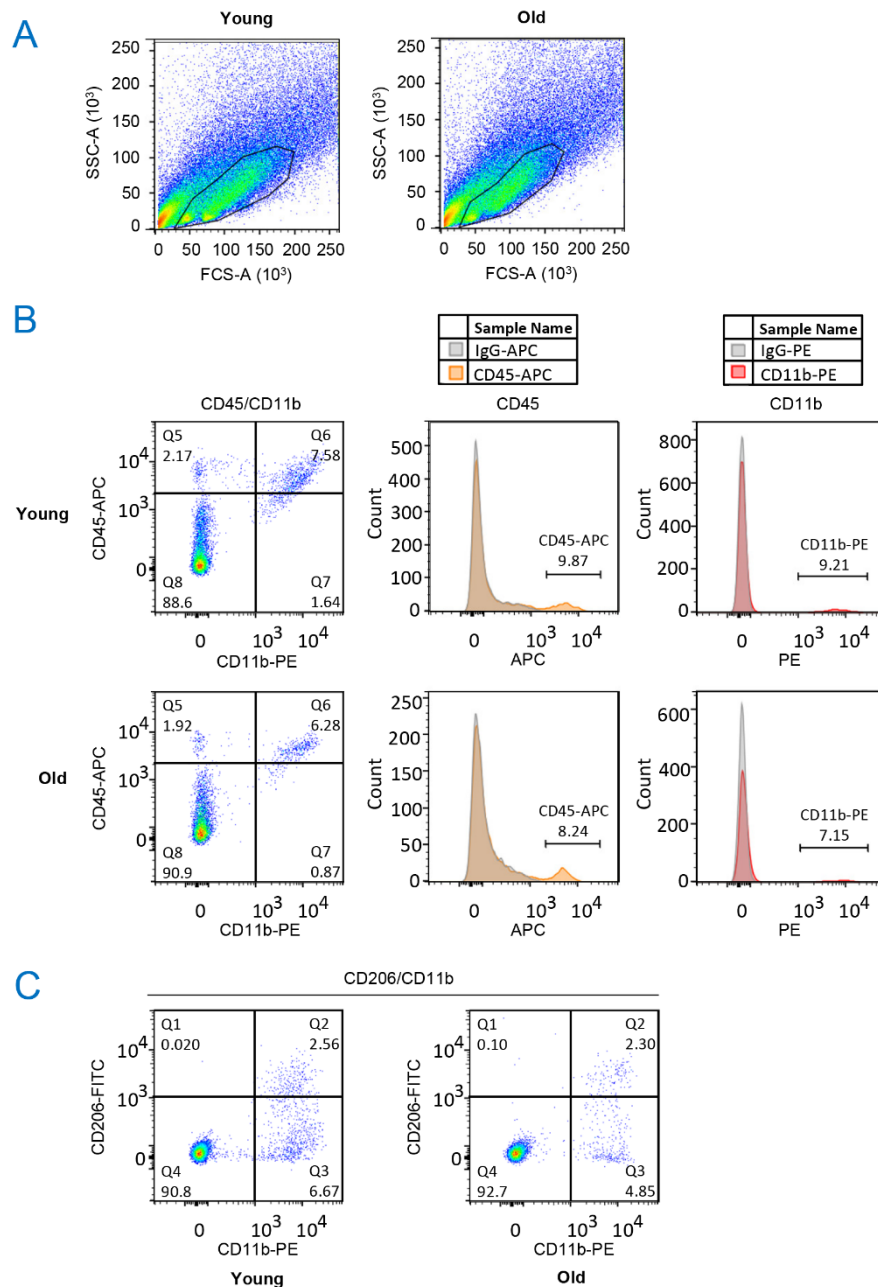 A
Young
Old
250
200
150
100
50
0
SSC-A (10³)
0 50 100 150 200 250
FCS-A (10³)
250
200
150
100
50
0
SSC-A (10³)
0 50 100 150 200 250
FCS-A (10³)
B
Sample Name
IgG-APC
CD45-APC
Sample Name
IgG-PE
CD11b-PE
CD45/CD11b
CD45
CD11b
Young
Q5
2.17
Q6
7.58
Q8
88.6
Q7
1.64
10⁴
10³
0
CD45-APC
0 10³ 10⁴
CD11b-PE
500
400
300
200
100
0
Count
CD45-APC
9.87
0 10³ 10⁴
APC
800
600
400
200
0
Count
CD11b-PE
9.21
0 10³ 10⁴
PE
Old
Q5
1.92
Q6
6.28
Q8
90.9
Q7
0.87
10⁴
10³
0
CD45-APC
0 10³ 10⁴
CD11b-PE
250
200
150
100
50
0
Count
CD45-APC
8.24
0 10³ 10⁴
APC
600
400
200
0
Count
CD11b-PE
7.15
0 10³ 10⁴
PE
C
CD206/CD11b
Q1
0.020
Q2
2.56
Q4
90.8
Q3
6.67
10⁴
10³
0
CD206-FITC
0 10³ 10⁴
CD11b-PE
Young
Q1
0.10
Q2
2.30
Q4
92.7
Q3
4.85
10⁴
10³
0
CD206-FITC
0 10³ 10⁴
CD11b-PE
Old